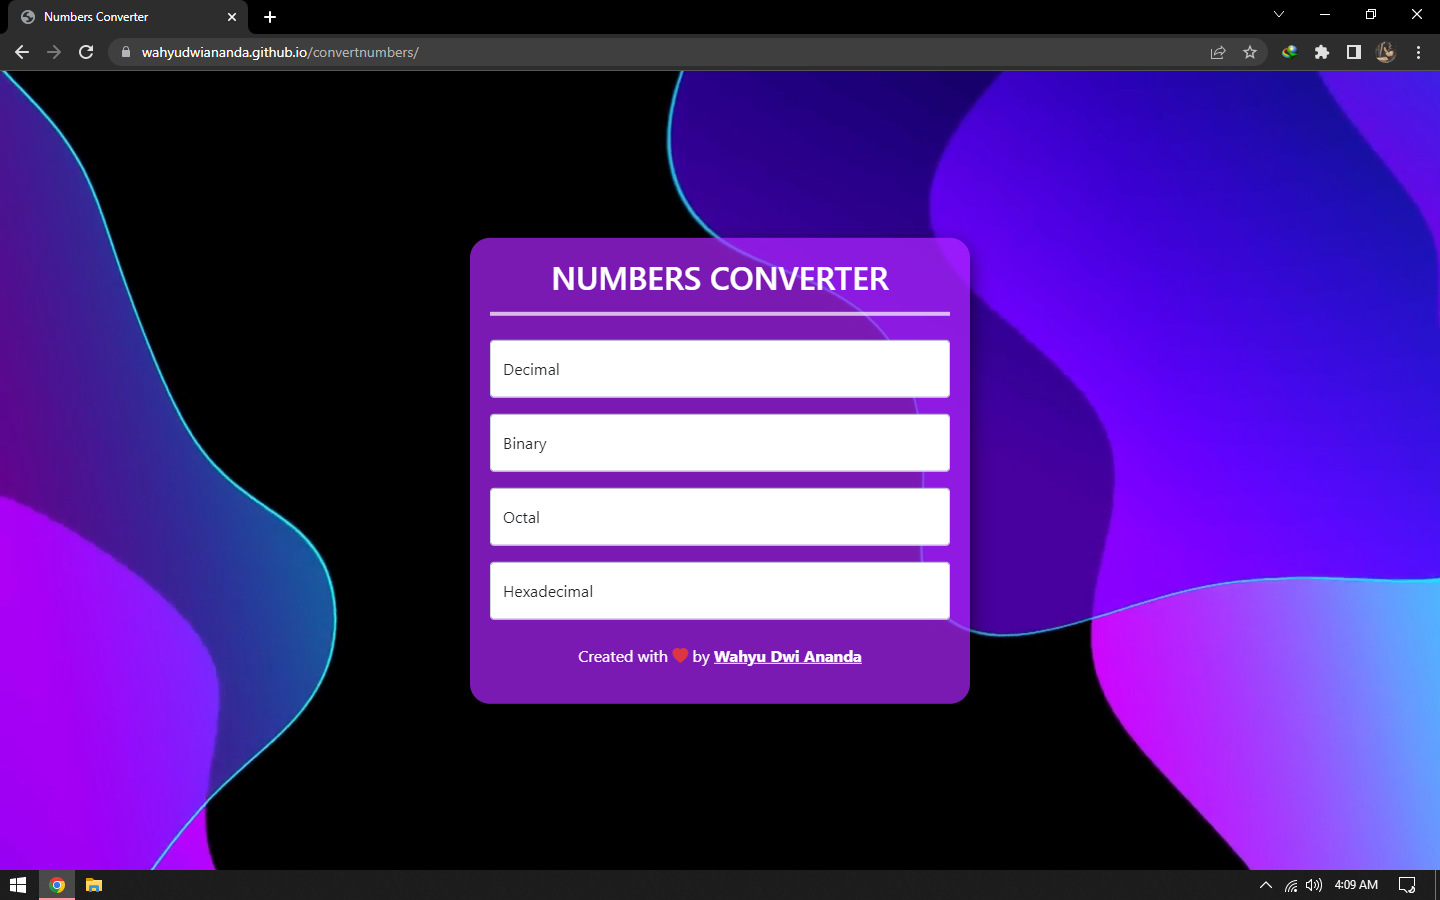 Numbers Converter
wahyudwiananda.github.io/convertnumbers/
NUMBERS CONVERTER
Decimal
Binary
Octal
Hexadecimal
Created with ❤ by Wahyu Dwi Ananda
4:09 AM